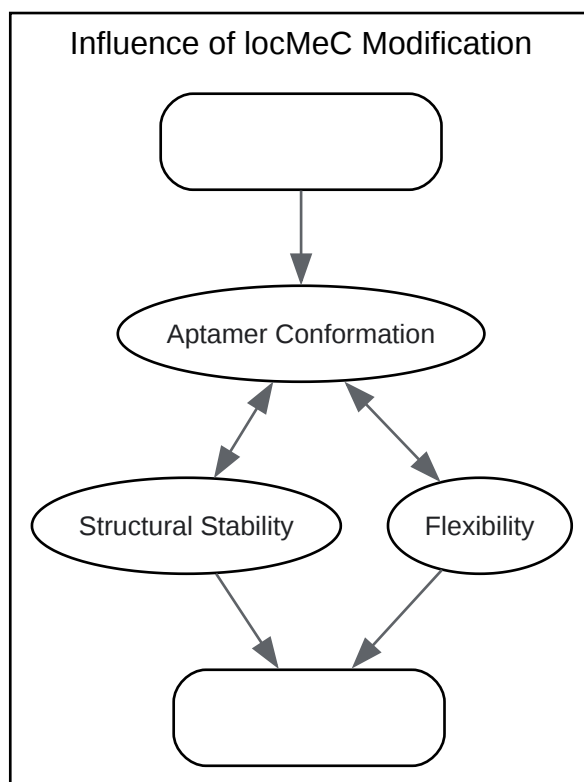 Influence of locMeC Modification
Aptamer Conformation
Structural Stability
Flexibility